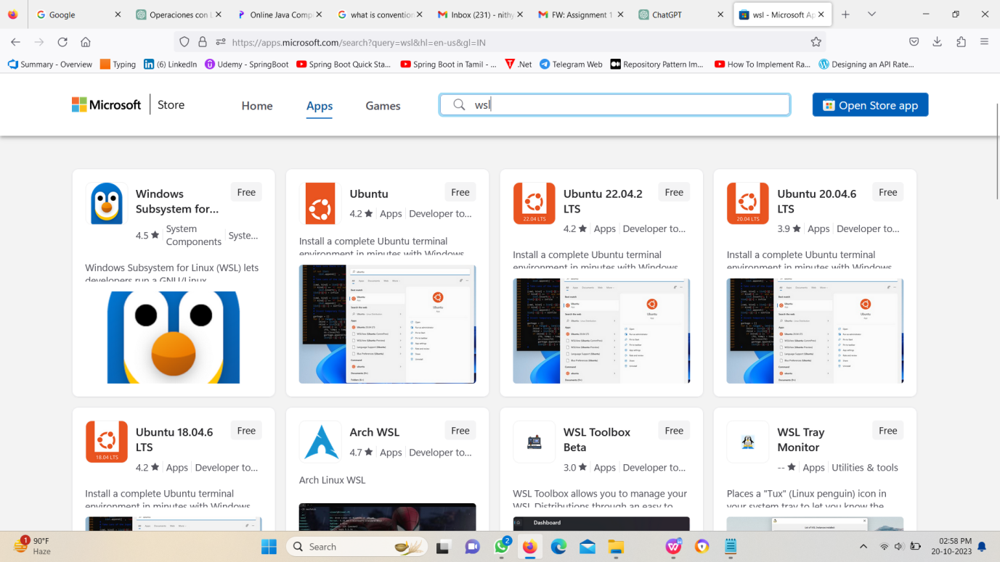 Google
Operaciones con L
Online Java Comp
what is convention
Inbox (231) - nithy
FW: Assignment 1
ChatGPT
wsl - Microsoft Ap
https://apps.microsoft.com/search?query=wsl&hl=en-us&gl=IN
Summary - Overview
Typing
(6) LinkedIn
Udemy - SpringBoot
Spring Boot Quick Sta...
Spring Boot in Tamil - ...
.Net
Telegram Web
Repository Pattern Im...
How To Implement Ra...
Designing an API Rate...
Microsoft
Store
Home
Apps
Games
wsl
Open Store app
Windows
Subsystem for...
Free
4.5 ★
System
Components
Syste...
Windows Subsystem for Linux (WSL) lets
developers run a GNU/Linux
Ubuntu
Free
4.2 ★ Apps Developer to...
Install a complete Ubuntu terminal
environment in minutes with Windows
Ubuntu 22.04.2
LTS
Free
22.04 LTS
4.2 ★ Apps Developer to...
Install a complete Ubuntu terminal
environment in minutes with Windows
Ubuntu 20.04.6
LTS
Free
20.04 LTS
3.9 ★ Apps Developer to...
Install a complete Ubuntu terminal
environment in minutes with Windows
Ubuntu 18.04.6
LTS
Free
18.04 LTS
4.2 ★ Apps Developer to...
Install a complete Ubuntu terminal
environment in minutes with Windows
Arch WSL
Free
4.7 ★ Apps Developer to...
Arch Linux WSL
WSL Toolbox
Beta
Free
3.0 ★ Apps Developer to...
WSL Toolbox allows you to manage your
WSL Distributions through an easy to
Dashboard
WSL Tray
Monitor
Free
-- ★ Apps Utilities & tools
Places a "Tux" (Linux penguin) icon in
your system tray to let you know the
1
90°F
Haze
Search
2
02:58 PM
20-10-2023